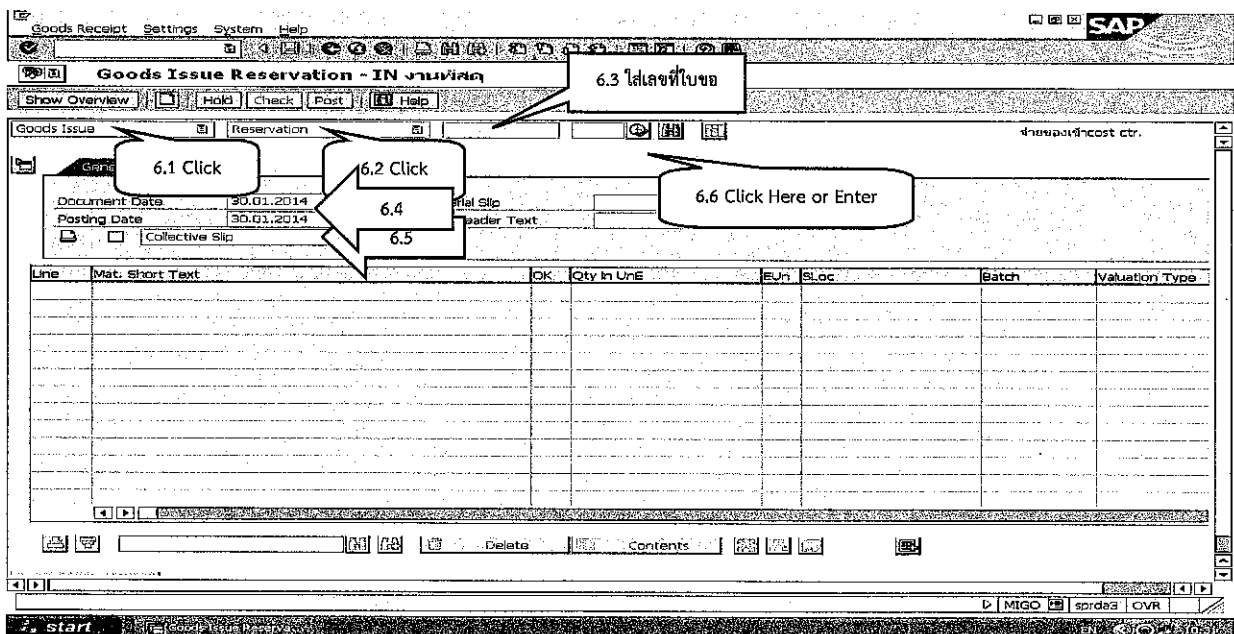 Goods Receipt Settings System Help
SAP
Goods Issue Reservation - IN งานพัสดุ
6.3 ใส่เลขที่ใบขอ
Show Overview Hold Check Post Help
Goods Issue Reservation
จ่ายของเข้าcost ctr.
6.1 Click
6.2 Click
6.6 Click Here or Enter
Document Date 30.01.2014
6.4
Posting Date 30.01.2014
6.5
Collective Slip
Line Mat. Short Text OK Qty in UnE EUn SLoc Batch Valuation Type
Delete Contents
MIGO sprda3 OVR
start Goods Issue Reserva...